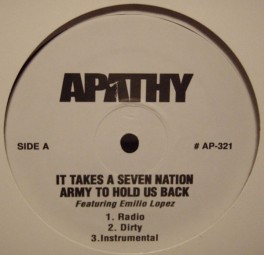 APATHY
SIDE A
# AP-321
IT TAKES A SEVEN NATION
ARMY TO HOLD US BACK
Featuring Emilio Lopez
1. Radio
2. Dirty
3.Instrumental